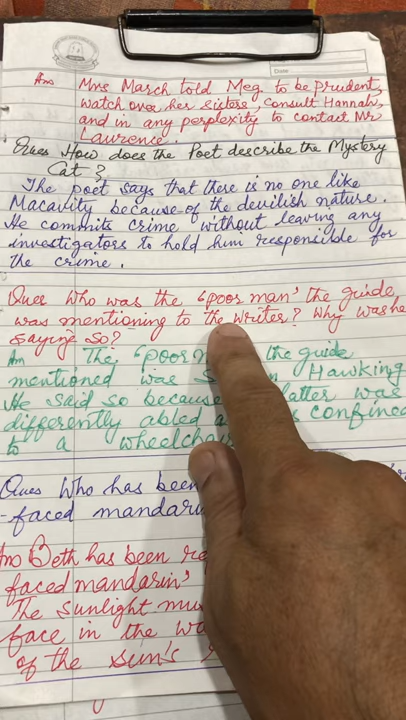 Date
Ans Mrs March told Meg to be prudent,
watch over her sisters, consult Hannah,
and in any perplexity to contact Mr
Laurence.
Ques How does the Poet describe the Mystery
Cat ?
The poet says that there is no one like
Macavity because of the devilish nature.
He commits crime without leaving any
investigators to hold him responsible for
the crime.
Ques Who was the 'poor man' the guide
was mentioning to the writer? Why was he
saying so?
An The 'poor the guide
mentioned was Hawking
He said so because latter was
differently abled confined
to a wheelchair
Ques Who has been
-faced mandarin
Ans Beth has been
faced mandarin'
The sunlight
face in the
of the sun's